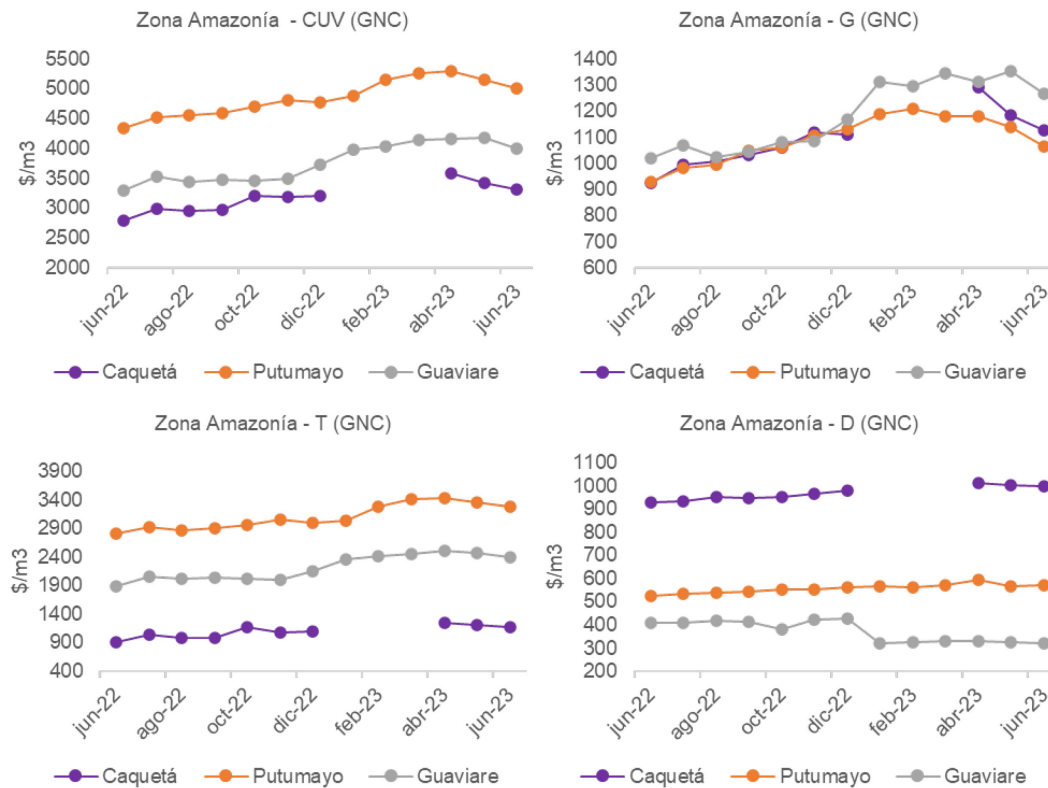 Zona Amazonía  - CUV (GNC)
5500
5000
4500
4000
3500
3000
2500
2000
$/m3
jun-22
ago-22
oct-22
dic-22
feb-23
abr-23
jun-23
Caquetá
Putumayo
Guaviare
Zona Amazonía - G (GNC)
1400
1300
1200
1100
1000
900
800
700
600
$/m3
jun-22
ago-22
oct-22
dic-22
feb-23
abr-23
jun-23
Caquetá
Putumayo
Guaviare
Zona Amazonía - T (GNC)
3900
3400
2900
2400
1900
1400
900
400
$/m3
jun-22
ago-22
oct-22
dic-22
feb-23
abr-23
jun-23
Caquetá
Putumayo
Guaviare
Zona Amazonía - D (GNC)
1100
1000
900
800
700
600
500
400
300
200
$/m3
jun-22
ago-22
oct-22
dic-22
feb-23
abr-23
jun-23
Caquetá
Putumayo
Guaviare